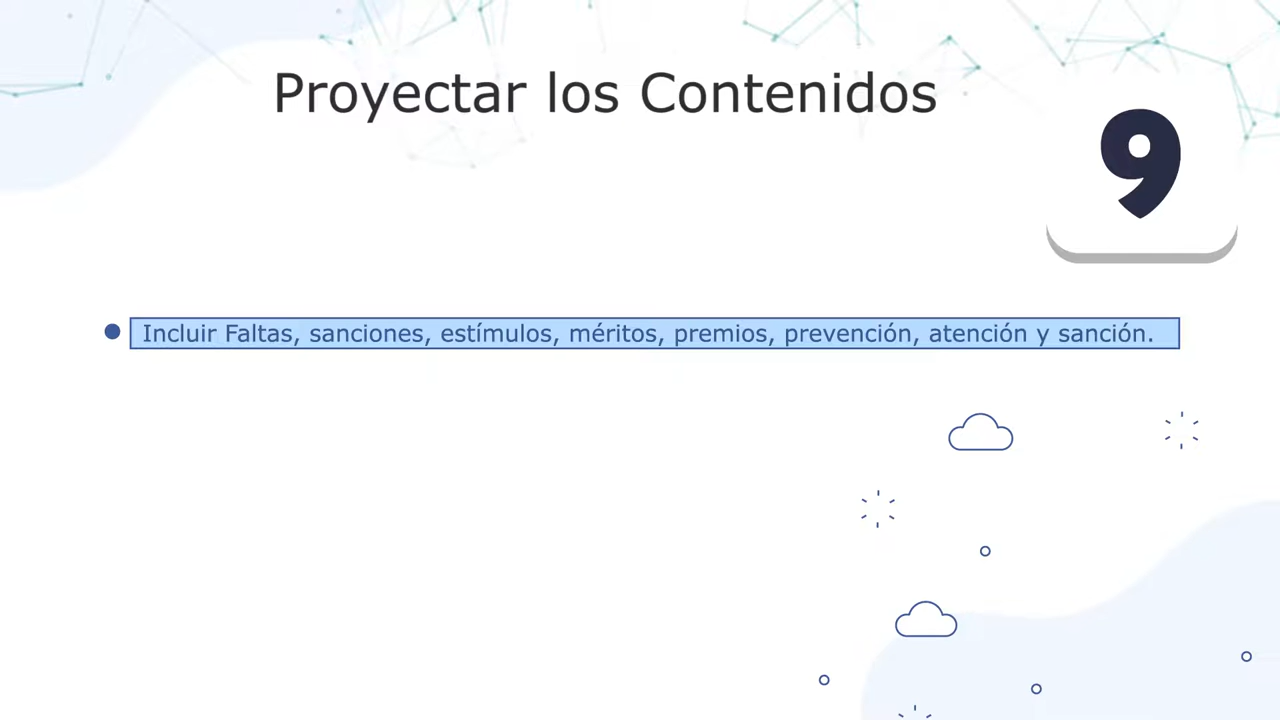 Proyectar los Contenidos
9
Incluir Faltas, sanciones, estímulos, méritos, premios, prevención, atención y sanción.